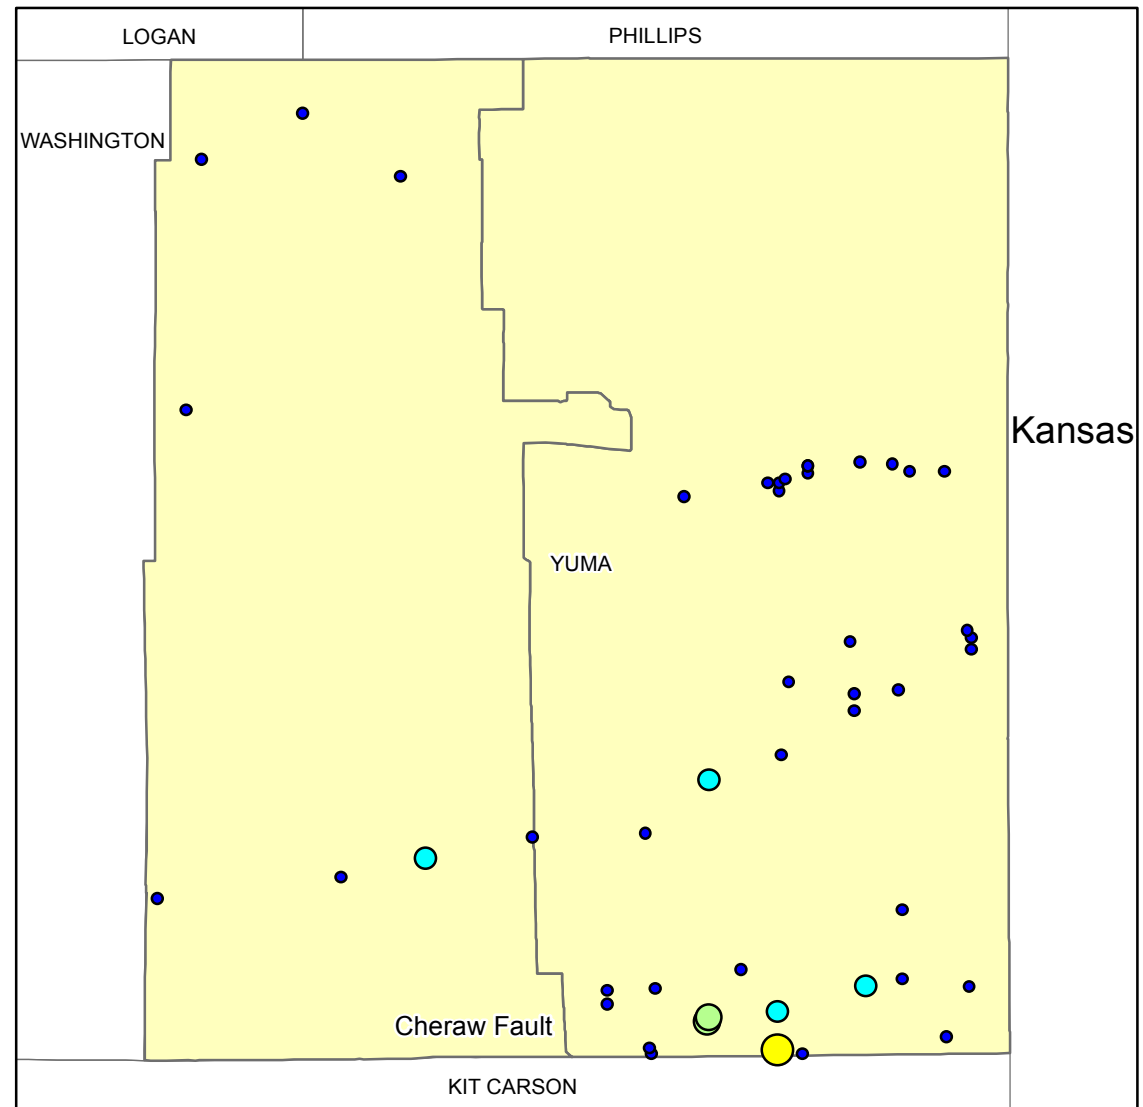 LOGAN
PHILLIPS
WASHINGTON
Kansas
YUMA
Cheraw Fault
KIT CARSON